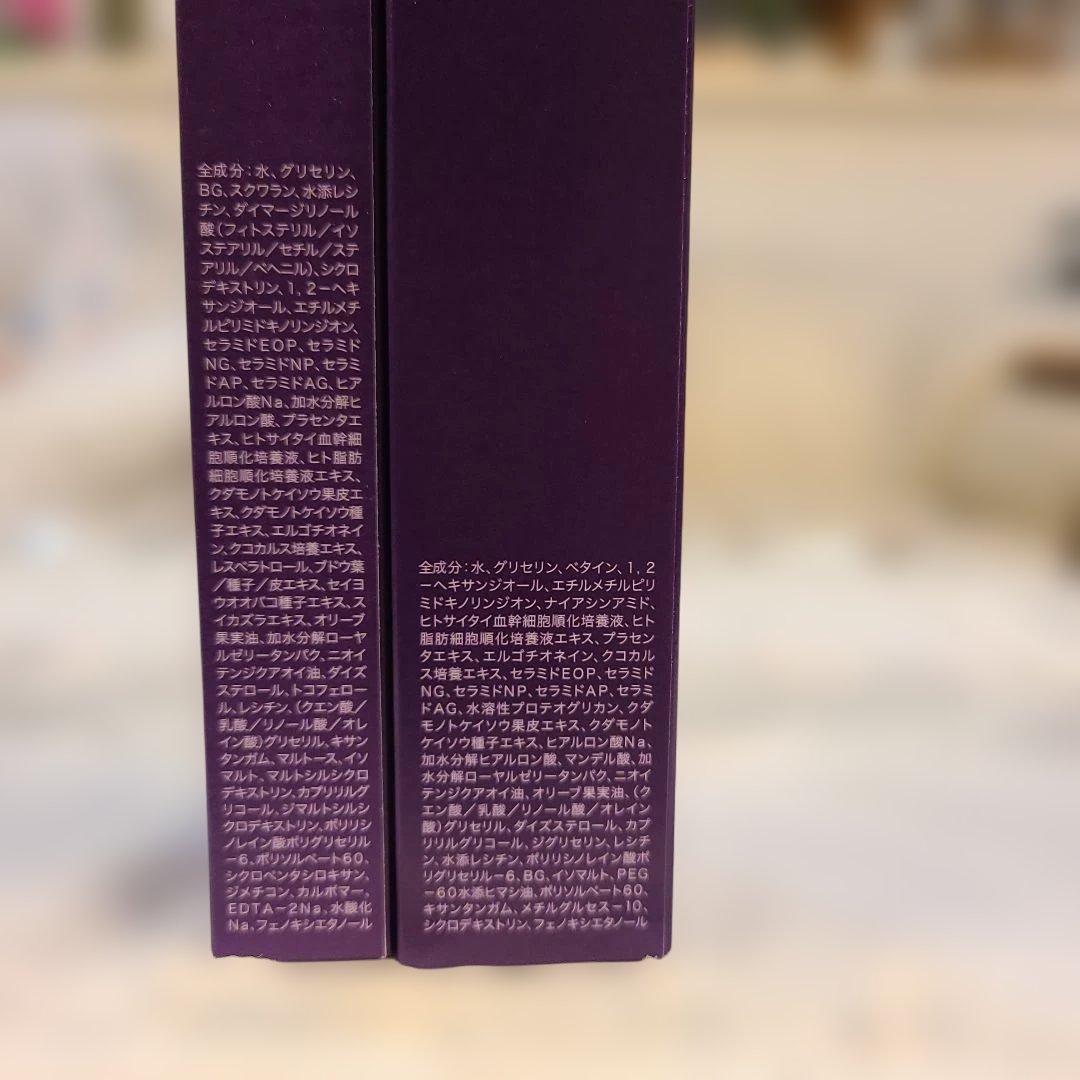 全成分：水、グリセリン、
BG、スクワラン、水添レシ
チン、ダイマージリノール
酸（フィトステリル／イソ
ステアリル／セチル／ステ
アリル／ベヘニル）、シクロ
デキストリン、1，2－ヘキ
サンジオール、エチルメチ
ルピリミドキノリンジオン、
セラミドEOP、セラミド
NG、セラミドNP、セラミ
ドAP、セラミドAG、ヒア
ルロン酸Na、加水分解ヒ
アルロン酸、プラセンタエ
キス、ヒトサイタイ血幹細
胞順化培養液、ヒト脂肪
細胞順化培養液エキス、
クダモノトケイソウ果皮エ
キス、クダモノトケイソウ種
子エキス、エルゴチオネイ
ン、クコカルス培養エキス、
レスベラトロール、ブドウ葉
／種子／皮エキス、セイヨ
ウオオバコ種子エキス、ス
イカズラエキス、オリーブ
果実油、加水分解ローヤ
ルゼリータンパク、ニオイ
テンジクアオイ油、ダイズ
ステロール、トコフェロー
ル、レシチン、（クエン酸／
乳酸／リノール酸／オレ
イン酸）グリセリル、キサン
タンガム、マルトース、イソ
マルト、マルトシルシクロ
デキストリン、カプリリルグ
リコール、ジマルトシルシ
クロデキストリン、ポリリシ
ノレイン酸ポリグリセリル
－6、ポリソルベート60、
シクロペンタシロキサン、
ジメチコン、カルボマー、
EDTA－2Na、水酸化
Na、フェノキシエタノール
全成分：水、グリセリン、ベタイン、1，2
－ヘキサンジオール、エチルメチルピリ
ミドキノリンジオン、ナイアシンアミド、
ヒトサイタイ血幹細胞順化培養液、ヒト
脂肪細胞順化培養液エキス、プラセン
タエキス、エルゴチオネイン、クコカル
ス培養エキス、セラミドEOP、セラミド
NG、セラミドNP、セラミドAP、セラミ
ドAG、水溶性プロテオグリカン、クダ
モノトケイソウ果皮エキス、クダモノト
ケイソウ種子エキス、ヒアルロン酸Na、
加水分解ヒアルロン酸、マンデル酸、加
水分解ローヤルゼリータンパク、ニオイ
テンジクアオイ油、オリーブ果実油、（ク
エン酸／乳酸／リノール酸／オレイン
酸）グリセリル、ダイズステロール、カプ
リリルグリコール、ジグリセリン、レシチ
ン、水添レシチン、ポリリシノレイン酸ポ
リグリセリル－6、BG、イソマルト、PEG
－60水添ヒマシ油、ポリソルベート60、
キサンタンガム、メチルグルセス－10、
シクロデキストリン、フェノキシエタノール